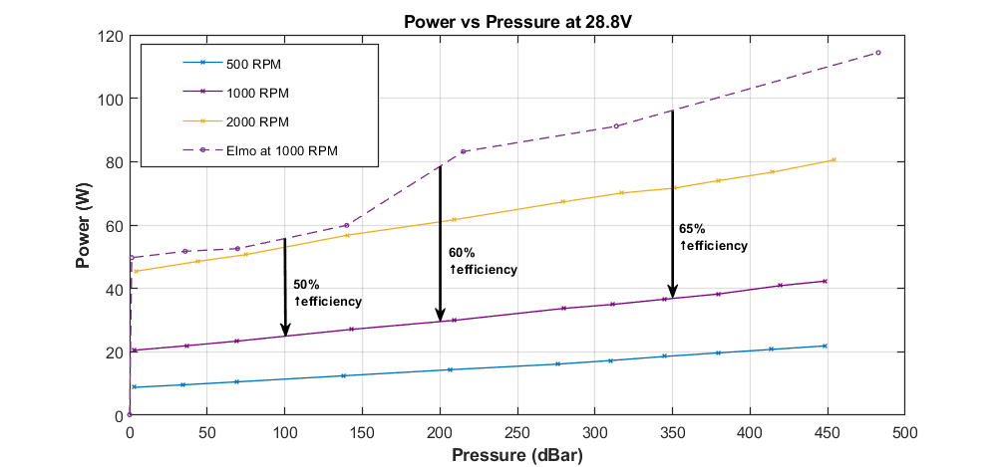 Power vs Pressure at 28.8V
120
100
80
60
40
20
0
Power (W)
500 RPM
1000 RPM
2000 RPM
Elmo at 1000 RPM
50%
↑efficiency
60%
↑efficiency
65%
↑efficiency
0 50 100 150 200 250 300 350 400 450 500
Pressure (dBar)